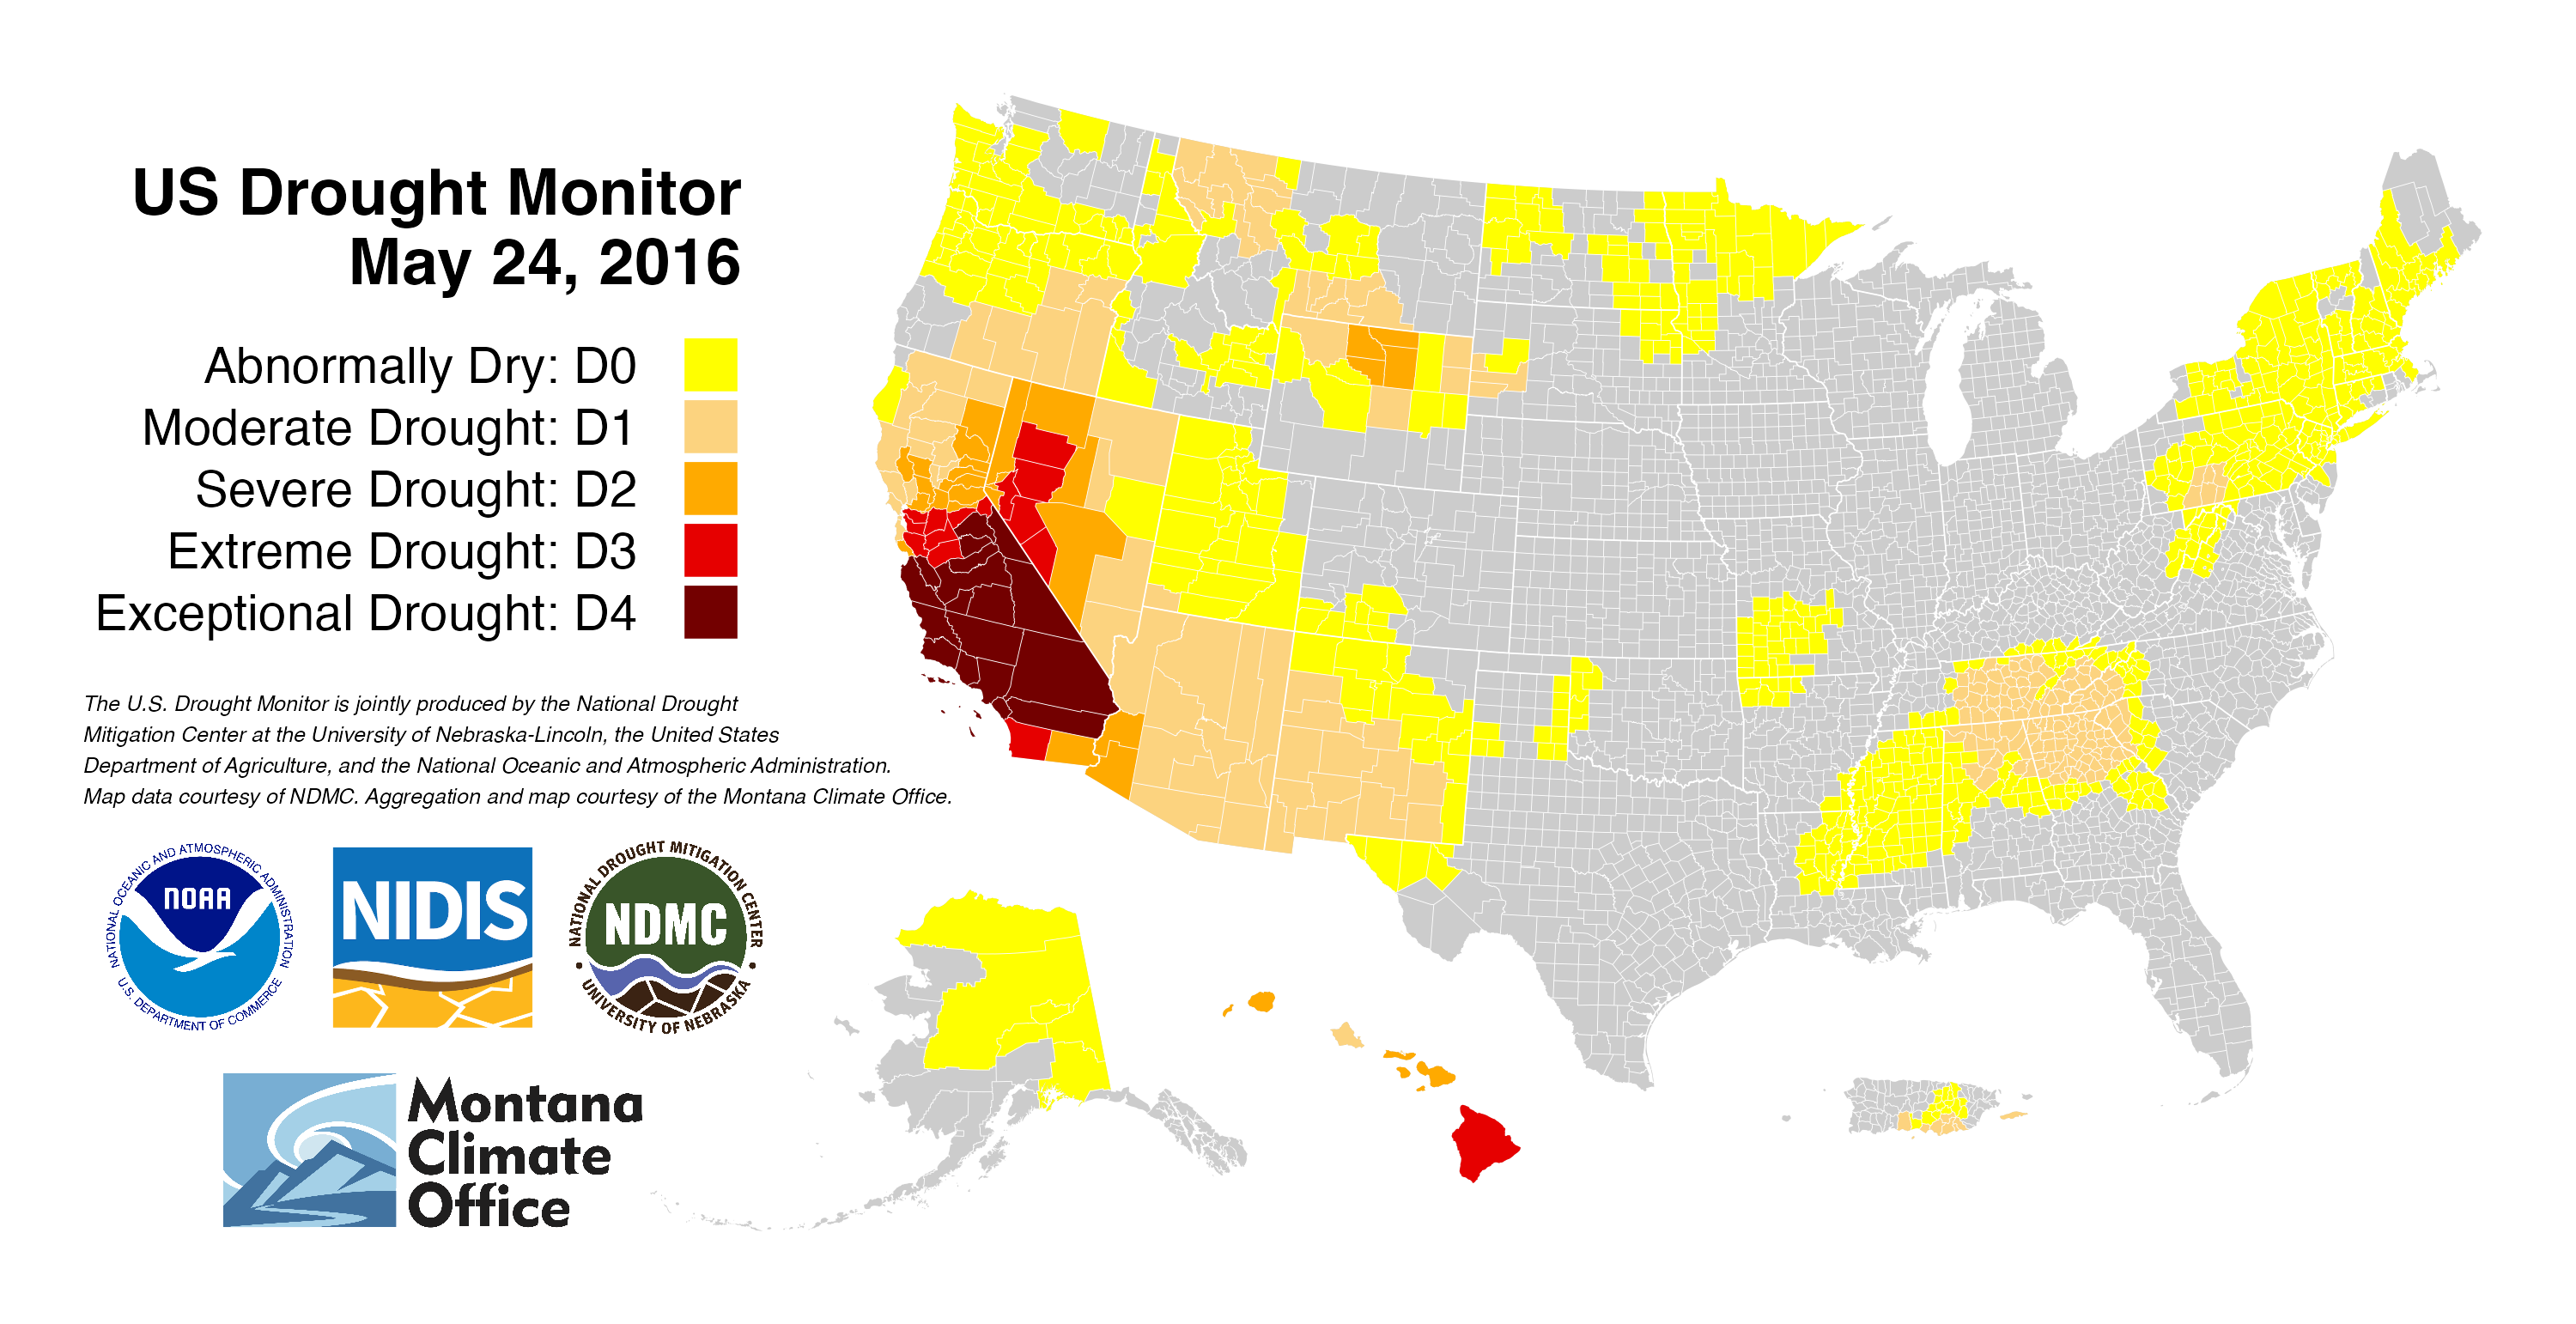 US Drought Monitor
May 24, 2016
Abnormally Dry: D0
Moderate Drought: D1
Severe Drought: D2
Extreme Drought: D3
Exceptional Drought: D4
The U.S. Drought Monitor is jointly produced by the National Drought
Mitigation Center at the University of Nebraska-Lincoln, the United States
Department of Agriculture, and the National Oceanic and Atmospheric Administration.
Map data courtesy of NDMC. Aggregation and map courtesy of the Montana Climate Office.
NATIONAL OCEANIC AND ATMOSPHERIC ADMINISTRATION
NOAA
U.S. DEPARTMENT OF COMMERCE
NIDIS
NATIONAL DROUGHT MITIGATION CENTER
NDMC
UNIVERSITY OF NEBRASKA
Montana
Climate
Office